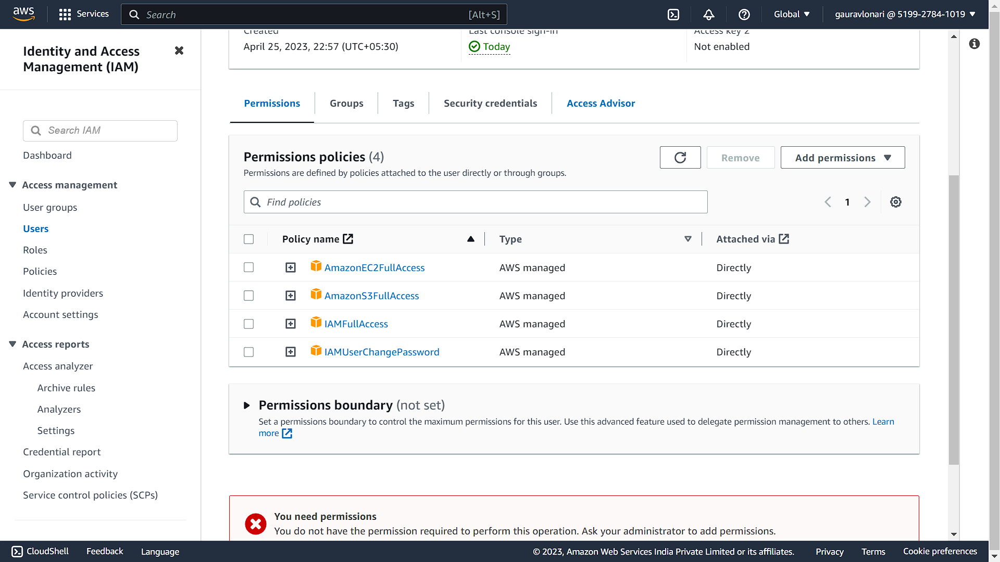 aws
Services
Search
[Alt+S]
Global
gauravlonari @ 5199-2784-1019
Identity and Access
Management (IAM)
Search IAM
Dashboard
Access management
User groups
Users
Roles
Policies
Identity providers
Account settings
Access reports
Access analyzer
Archive rules
Analyzers
Settings
Credential report
Organization activity
Service control policies (SCPs)
Created
April 25, 2023, 22:57 (UTC+05:30)
Last console sign-in
Today
Access key 2
Not enabled
Permissions
Groups
Tags
Security credentials
Access Advisor
Permissions policies (4)
Permissions are defined by policies attached to the user directly or through groups.
Remove
Add permissions
Find policies
1
Policy name
Type
Attached via
AmazonEC2FullAccess
AWS managed
Directly
AmazonS3FullAccess
AWS managed
Directly
IAMFullAccess
AWS managed
Directly
IAMUserChangePassword
AWS managed
Directly
Permissions boundary (not set)
Set a permissions boundary to control the maximum permissions for this user. Use this advanced feature used to delegate permission management to others. Learn
more
You need permissions
You do not have the permission required to perform this operation. Ask your administrator to add permissions.
CloudShell
Feedback
Language
© 2023, Amazon Web Services India Private Limited or its affiliates.
Privacy
Terms
Cookie preferences